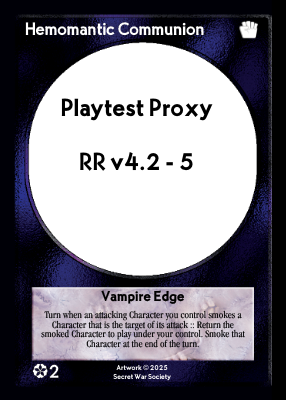 Hemomantic Communion
Playtest Proxy
RR v4.2 - 5
Vampire Edge
Turn when an attacking Character you control smokes a
Character that is the target of its attack :: Return the
smoked Character to play under your control. Smoke that
Character at the end of the turn.
2
Artwork © 2025
Secret War Society